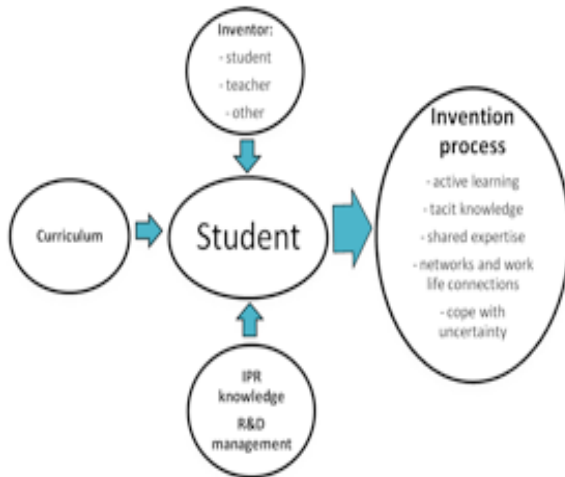 Inventor:
- student
- teacher
- other
Curriculum
Student
IPR
knowledge
R&D
management
Invention
process
- active learning
- tacit knowledge
- shared expertise
- networks and work
life connections
- cope with
uncertainty